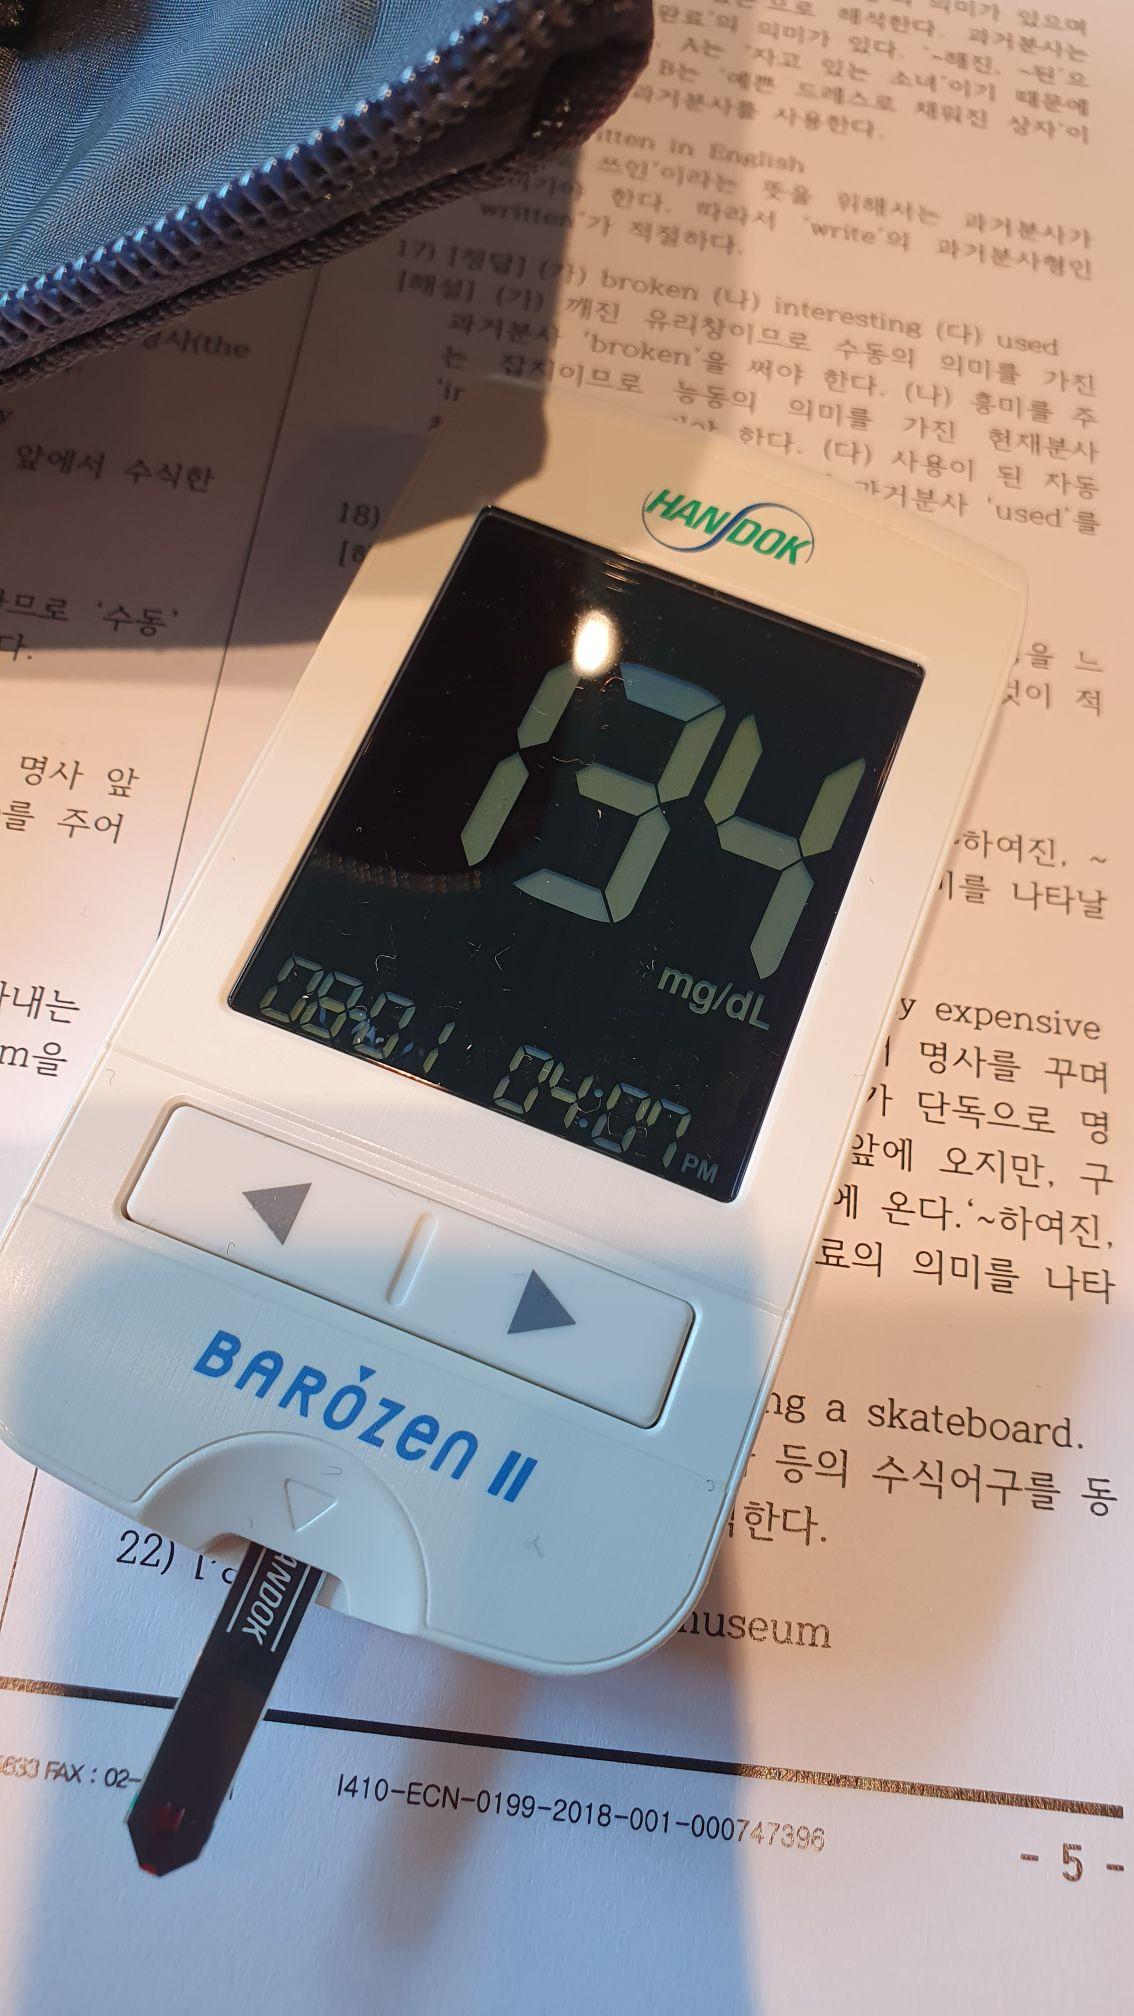 의미가 있으며
으로 해석한다. 과거분사는
완료'의 의미가 있다. '~해진, ~된'으
A는 '자고 있는 소녀'이기 때문에
B는 '예쁜 드레스로 채워진 상자'이
과거분사를 사용한다.
in English
쓰인'이라는 뜻을 위해서는 과거분사가
한다. 따라서 'write'의 과거분사형인
'written'가 적절하다.
17) [정답] (가) broken (나) interesting (다) used
[해설] (가) 깨진 유리창이므로 수동의 의미를 가진
과거분사 'broken'을 써야 한다. (나) 흥미를 주
는 잡지이므로 능동의 의미를 가진 현재분사
하다. (다) 사용이 된 자동
과거분사 'used'를
(the
앞에서 수식한
18)
므로 '수동'
다.
을 느
것이 적
명사 앞
를 주어
~하여진, ~
를 나타낼
내는
m을
y expensive
명사를 꾸며
가 단독으로 명
앞에 오지만, 구
에 온다.'~하여진,
료의 의미를 나타
ng a skateboard.
등의 수식어구를 동
한다.
22)
museum
HANDOK
194
mg/dL
08:01 04:07 PM
BARÓZen II
ANDOK
633 FAX : 02-
I410-ECN-0199-2018-001-000747396
- 5 -